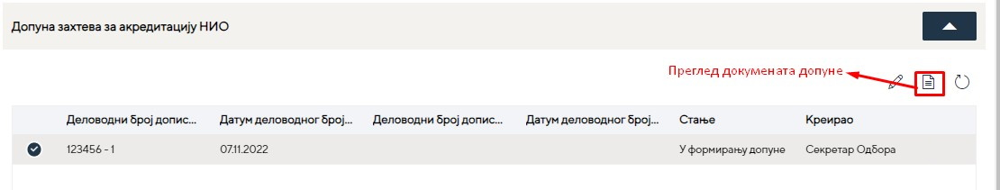 Допуна захтева за акредитацију НИО
Преглед докумената допуне
Деловодни број допис... Датум деловодног број... Деловодни број допис... Датум деловодног број... Стање Креирао
123456 - 1 07.11.2022 У формирању допуне Секретар Одбора